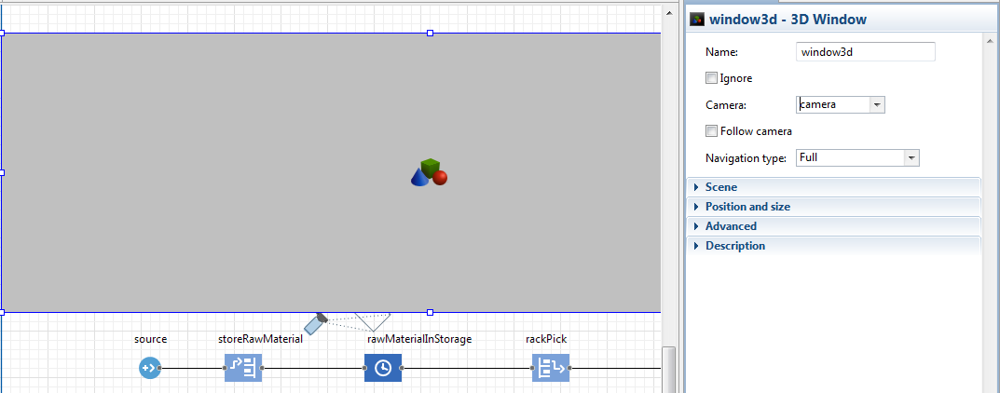 window3d - 3D Window
Name: window3d
Ignore
Camera: camera
Follow camera
Navigation type: Full
Scene
Position and size
Advanced
Description
source storeRawMaterial rawMaterialInStorage rackPick